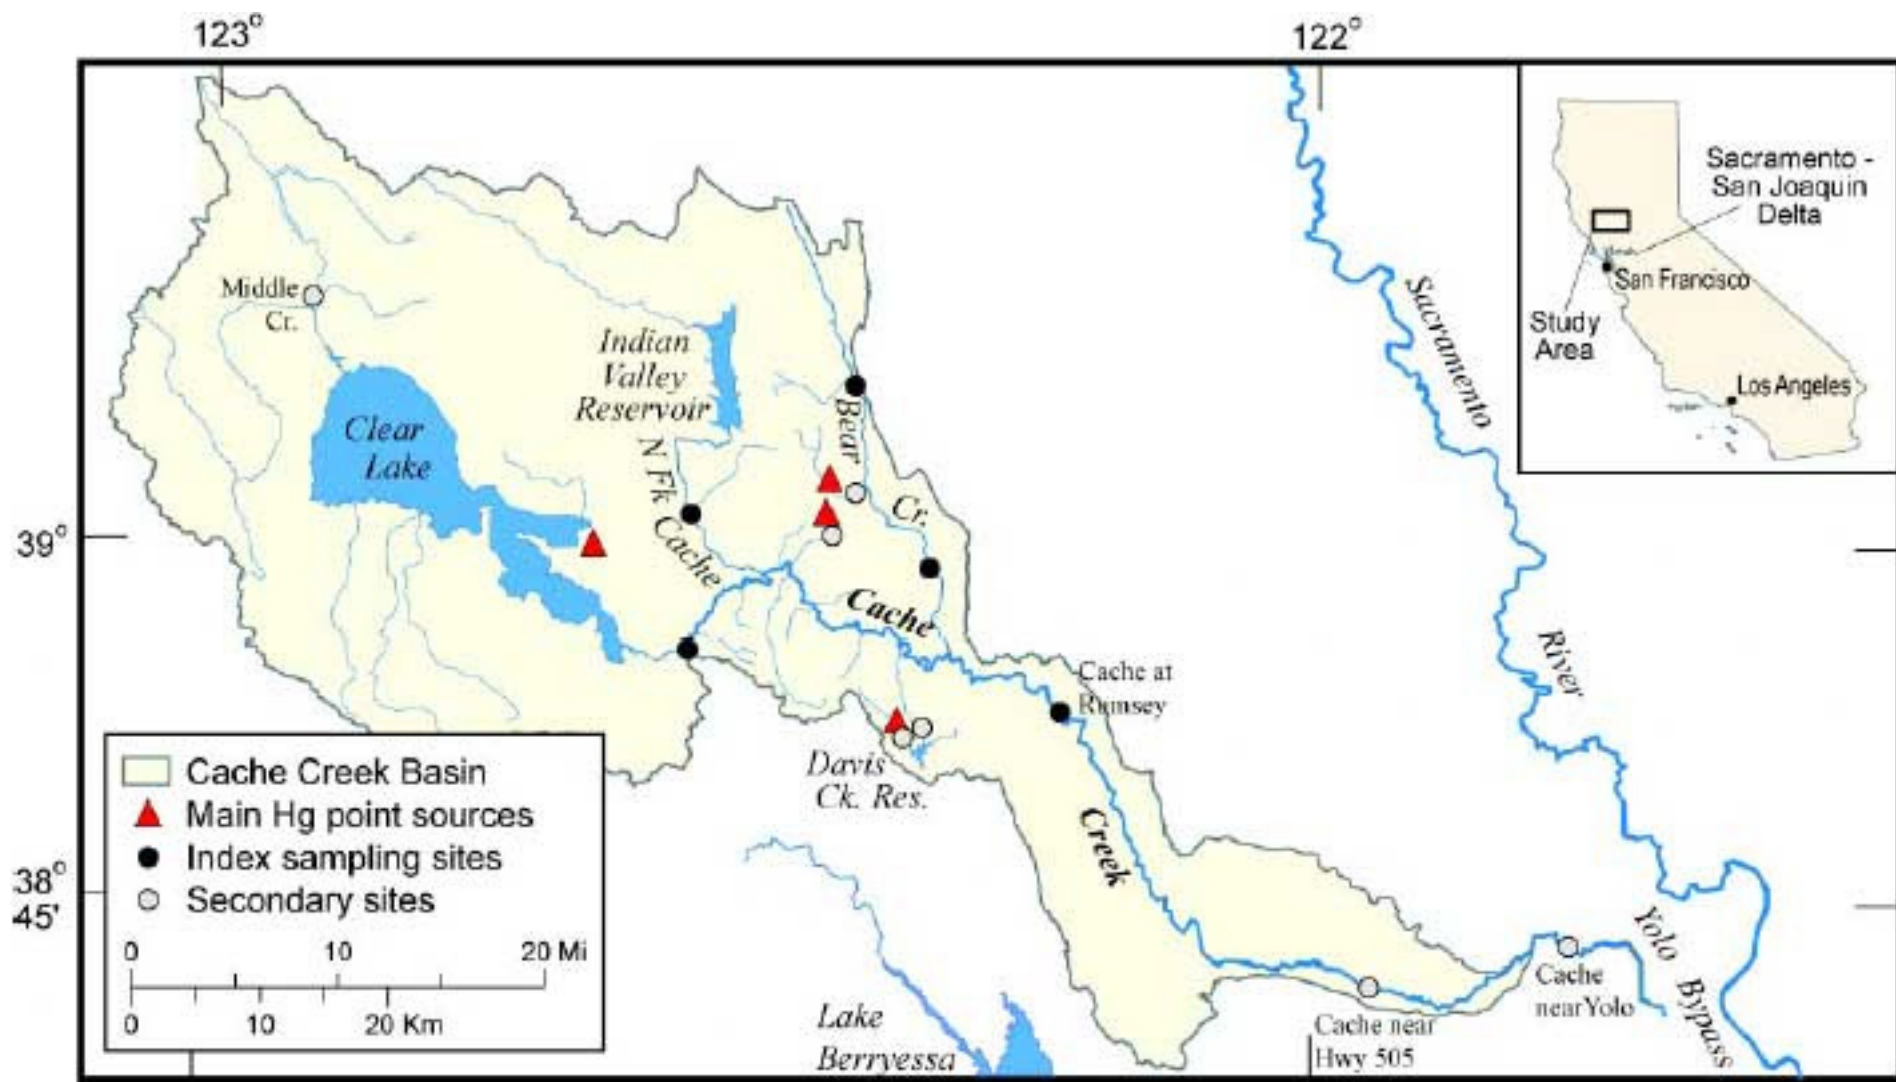 123°
122°
Sacramento -
San Joaquin
Delta
San Francisco
Study
Area
Los Angeles
Middle
Cr.
Indian
Valley
Reservoir
Clear
Lake
N Fk Cache
Bear
Cr.
Sacramento
River
39°
Cache
Cache at
Rumsey
Davis
Ck. Res.
Creek
Cache Creek Basin
Main Hg point sources
Index sampling sites
Secondary sites
0 10 20 Mi
0 10 20 Km
38°
45'
Lake
Berryessa
Cache near
Hwy 505
Cache
near Yolo
Yolo Bypass